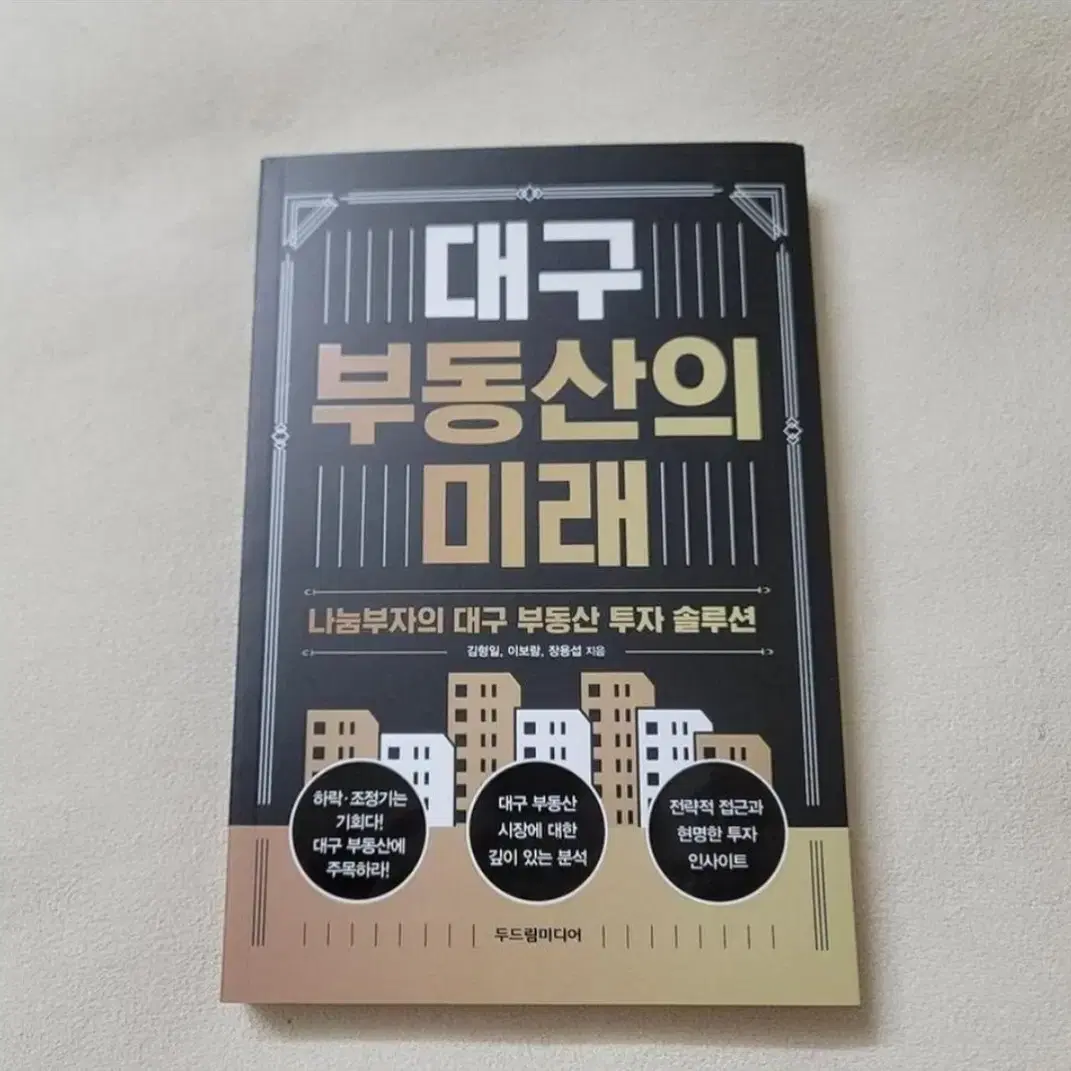 대구
부동산의
미래
나눔부자의 대구 부동산 투자 솔루션
김형일, 이보람, 장용섭 지음
하락·조정기는
기회다!
대구 부동산에
주목하라!
대구 부동산
시장에 대한
깊이 있는 분석
전략적 접근과
현명한 투자
인사이트
두드림미디어